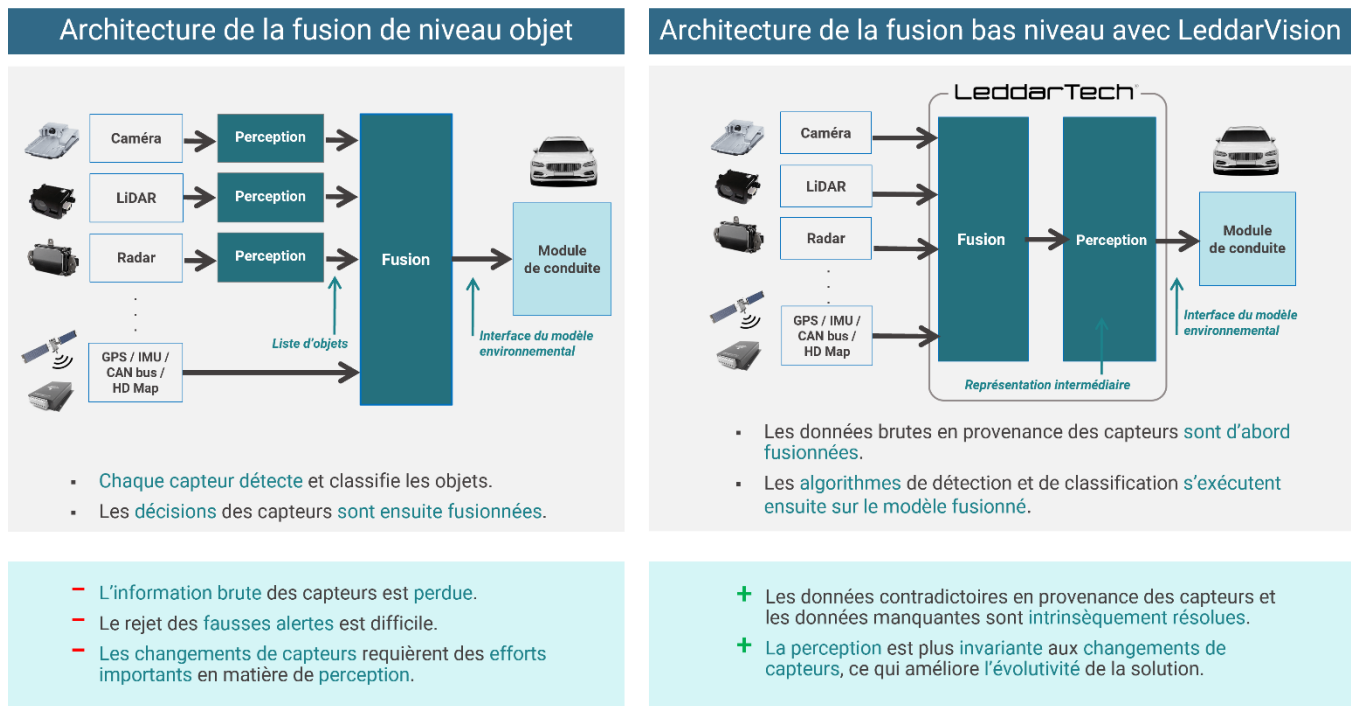 Architecture de la fusion de niveau objet
Caméra
Perception
LiDAR
Perception
Radar
Perception
Fusion
Module
de conduite
Liste d'objets
Interface du modèle
environnemental
GPS / IMU /
CAN bus /
HD Map
▪ Chaque capteur détecte et classifie les objets.
▪ Les décisions des capteurs sont ensuite fusionnées.
− L'information brute des capteurs est perdue.
− Le rejet des fausses alertes est difficile.
− Les changements de capteurs requièrent des efforts
importants en matière de perception.
Architecture de la fusion bas niveau avec LeddarVision
LeddarTech®
Caméra
LiDAR
Radar
Fusion
Perception
Module
de conduite
GPS / IMU /
CAN bus /
HD Map
Interface du modèle
environnemental
Représentation intermédiaire
▪ Les données brutes en provenance des capteurs sont d'abord
fusionnées.
▪ Les algorithmes de détection et de classification s'exécutent
ensuite sur le modèle fusionné.
+ Les données contradictoires en provenance des capteurs et
les données manquantes sont intrinsèquement résolues.
+ La perception est plus invariante aux changements de
capteurs, ce qui améliore l'évolutivité de la solution.